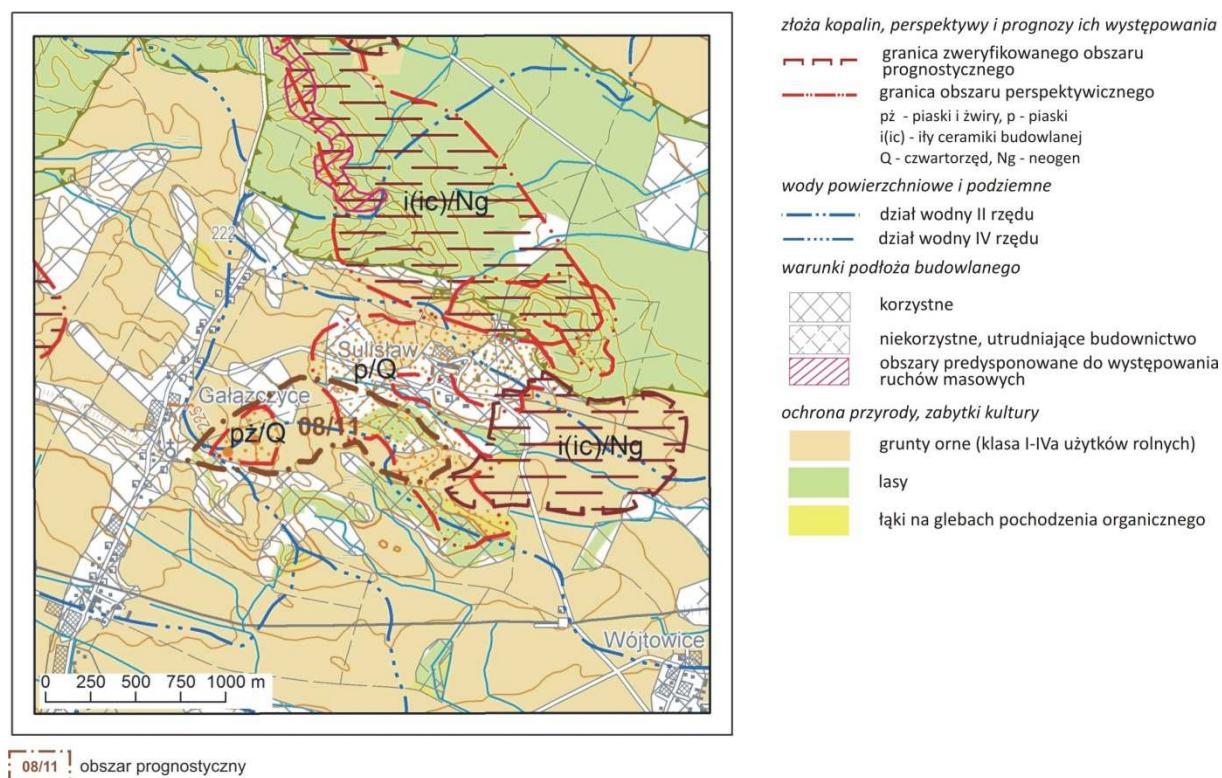 222
i(ic)/Ng
Sulisław
p/Q
Gałązczyce
223
08/11
pż/Q
i(ic)/Ng
Wójtowice
0 250 500 750 1000 m
08/11 obszar prognostyczny
złoża kopalin, perspektywy i prognozy ich występowania
granica zweryfikowanego obszaru
prognostycznego
granica obszaru perspektywicznego
pż - piaski i żwiry, p - piaski
i(ic) - iły ceramiki budowlanej
Q - czwartorzęd, Ng - neogen
wody powierzchniowe i podziemne
dział wodny II rzędu
dział wodny IV rzędu
warunki podłoża budowlanego
korzystne
niekorzystne, utrudniające budownictwo
obszary predysponowane do występowania
ruchów masowych
ochrona przyrody, zabytki kultury
grunty orne (klasa I-IVa użytków rolnych)
lasy
łąki na glebach pochodzenia organicznego